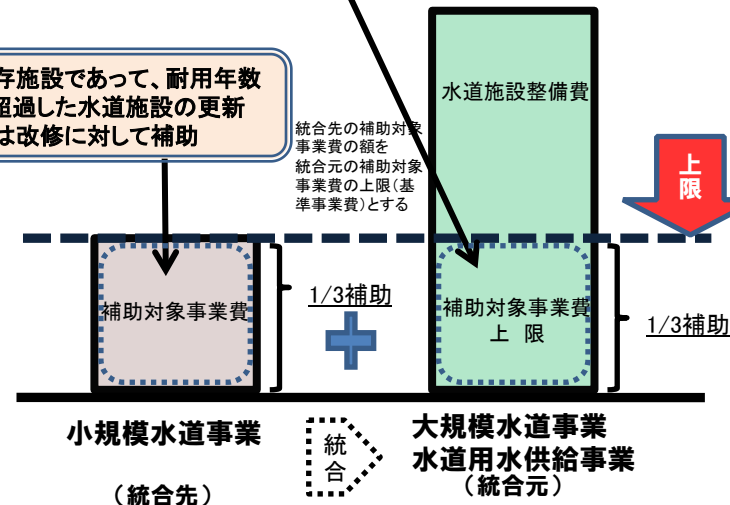 存施設であって、耐用年数
超過した水道施設の更新
は改修に対して補助
統合先の補助対象
事業費の額を
統合元の補助対象
事業費の上限(基
準事業費)とする
水道施設整備費
上
限
補助対象事業費
1/3補助
補助対象事業費
上 限
1/3補助
小規模水道事業
(統合先)
統
合
大規模水道事業
水道用水供給事業
(統合元)